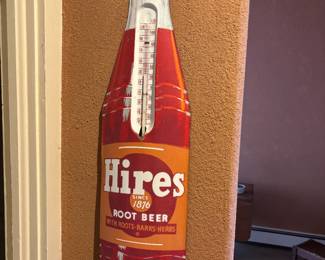 Hires
SINCE
1876
ROOT BEER
WITH ROOTS-BARKS-HERBS